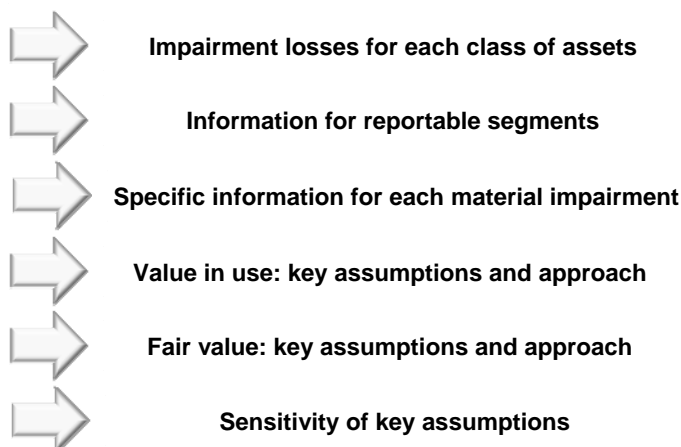 Impairment losses for each class of assets
Information for reportable segments
Specific information for each material impairment
Value in use: key assumptions and approach
Fair value: key assumptions and approach
Sensitivity of key assumptions